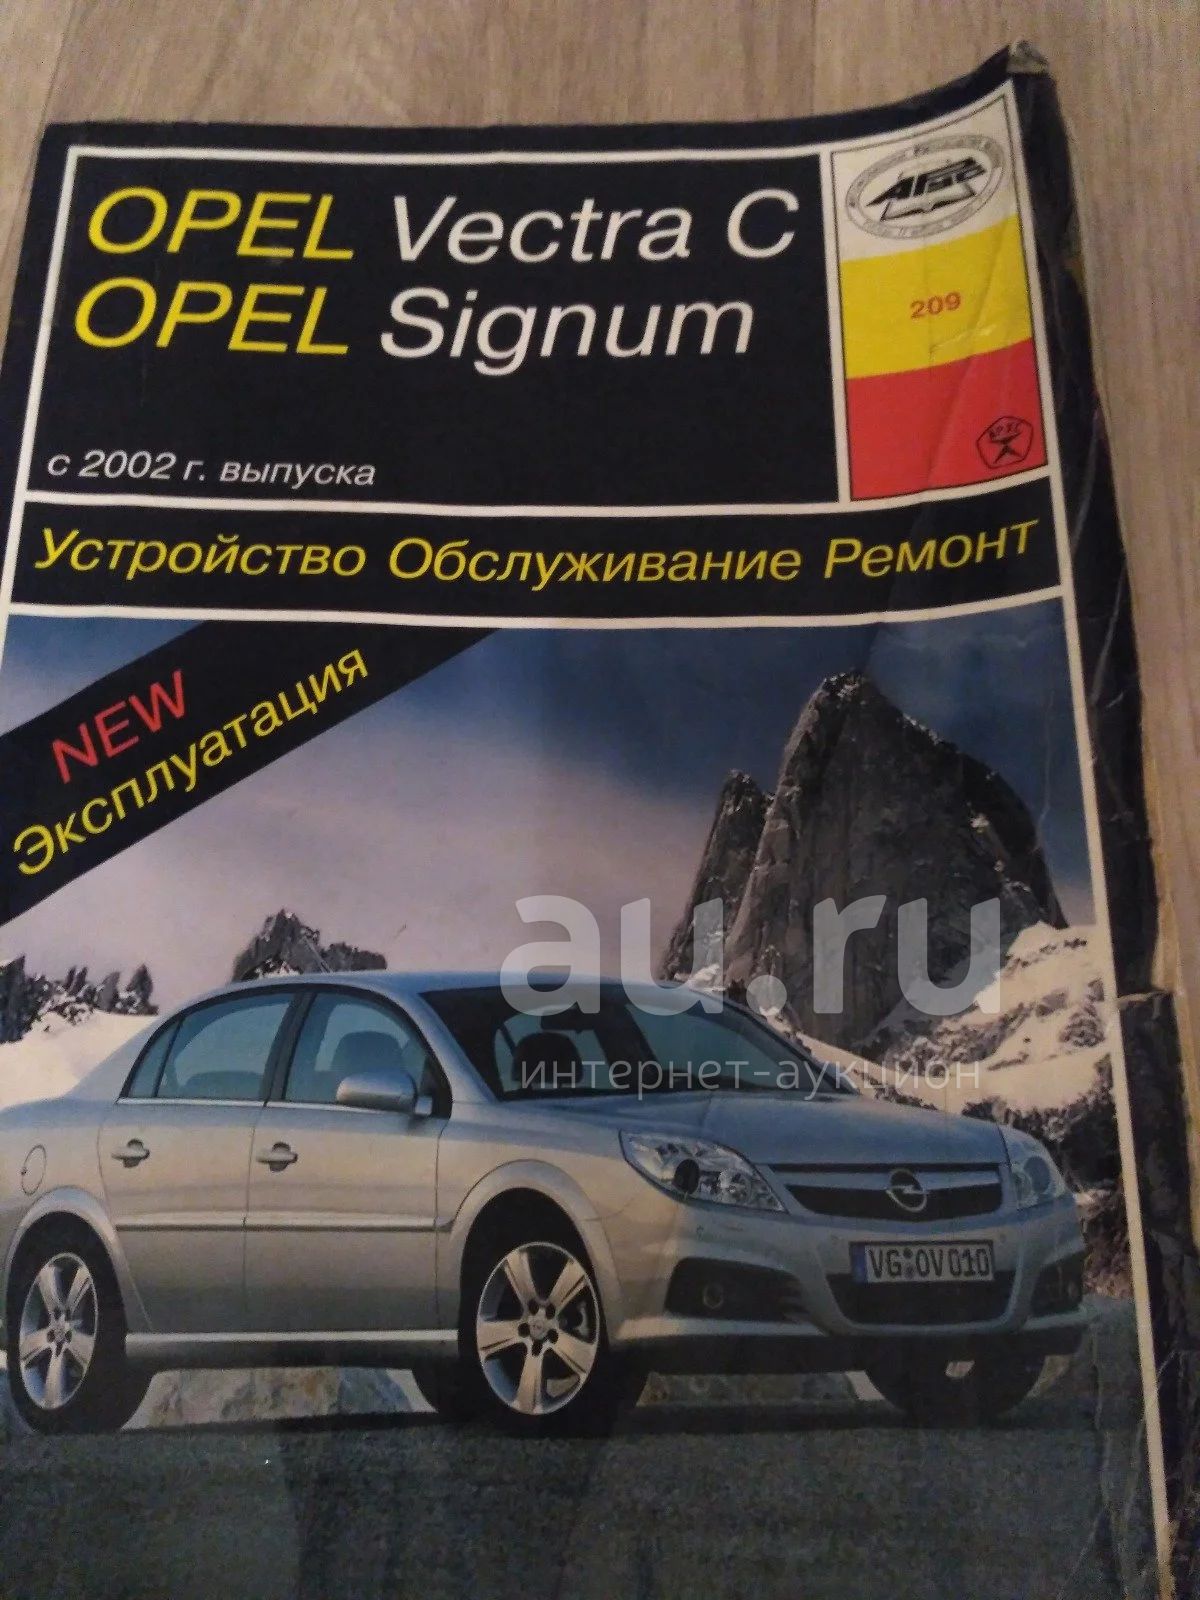 OPEL Vectra C
OPEL Signum
с 2002 г. выпуска
209
Устройство Обслуживание Ремонт
NEW
Эксплуатация
au.ru
интернет-аукцион
VG OV 010